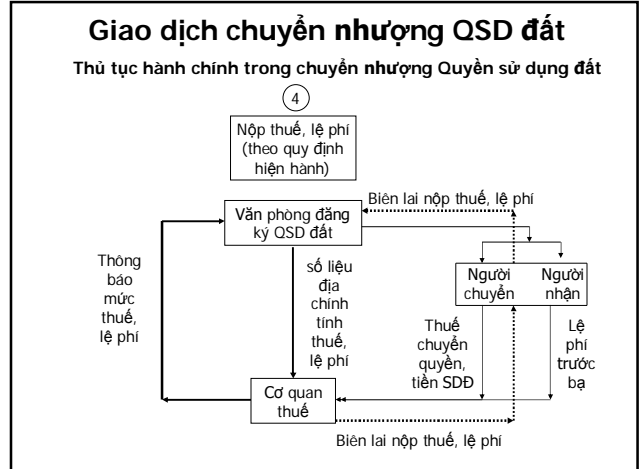 Giao dịch chuyển nhượng QSD đất
Thủ tục hành chính trong chuyển nhượng Quyền sử dụng đất
4
Nộp thuế, lệ phí
(theo quy định
hiện hành)
Biên lai nộp thuế, lệ phí
Văn phòng đăng
ký QSD đất
Thông
báo
mức
thuế,
lệ phí
số liệu
địa
chính
tính
thuế,
lệ phí
Người
chuyển
Người
nhận
Thuế
chuyển
quyền,
tiền SDĐ
Lệ
phí
trước
bạ
Cơ quan
thuế
Biên lai nộp thuế, lệ phí